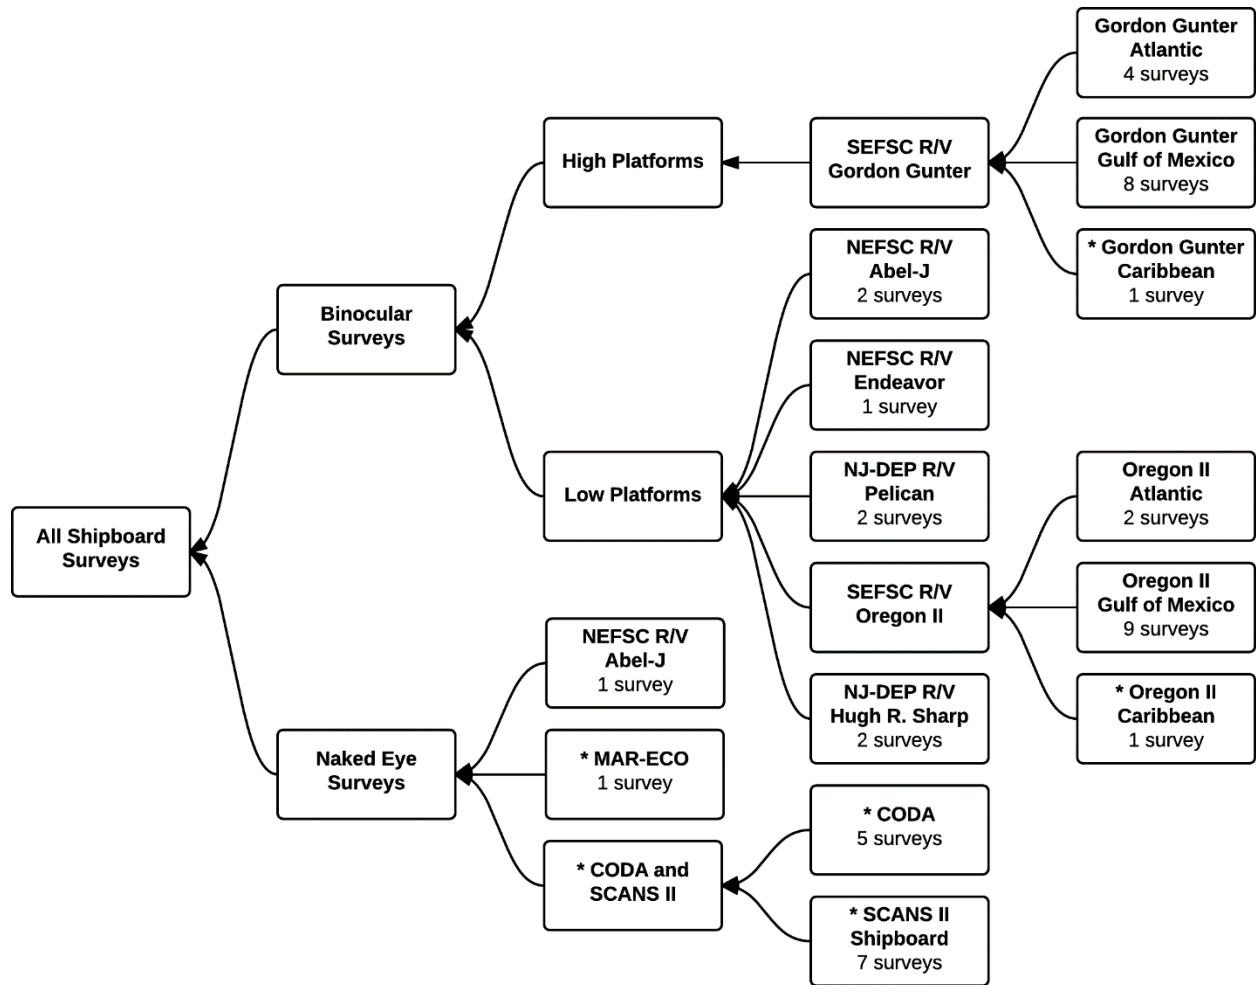 All Shipboard
Surveys
Binocular
Surveys
High Platforms
SEFSC R/V
Gordon Gunter
Gordon Gunter
Atlantic
4 surveys
Gordon Gunter
Gulf of Mexico
8 surveys
* Gordon Gunter
Caribbean
1 survey
Low Platforms
NEFSC R/V
Abel-J
2 surveys
NEFSC R/V
Endeavor
1 survey
NJ-DEP R/V
Pelican
2 surveys
SEFSC R/V
Oregon II
Oregon II
Atlantic
2 surveys
Oregon II
Gulf of Mexico
9 surveys
* Oregon II
Caribbean
1 survey
NJ-DEP R/V
Hugh R. Sharp
2 surveys
Naked Eye
Surveys
NEFSC R/V
Abel-J
1 survey
* MAR-ECO
1 survey
* CODA and
SCANS II
* CODA
5 surveys
* SCANS II
Shipboard
7 surveys